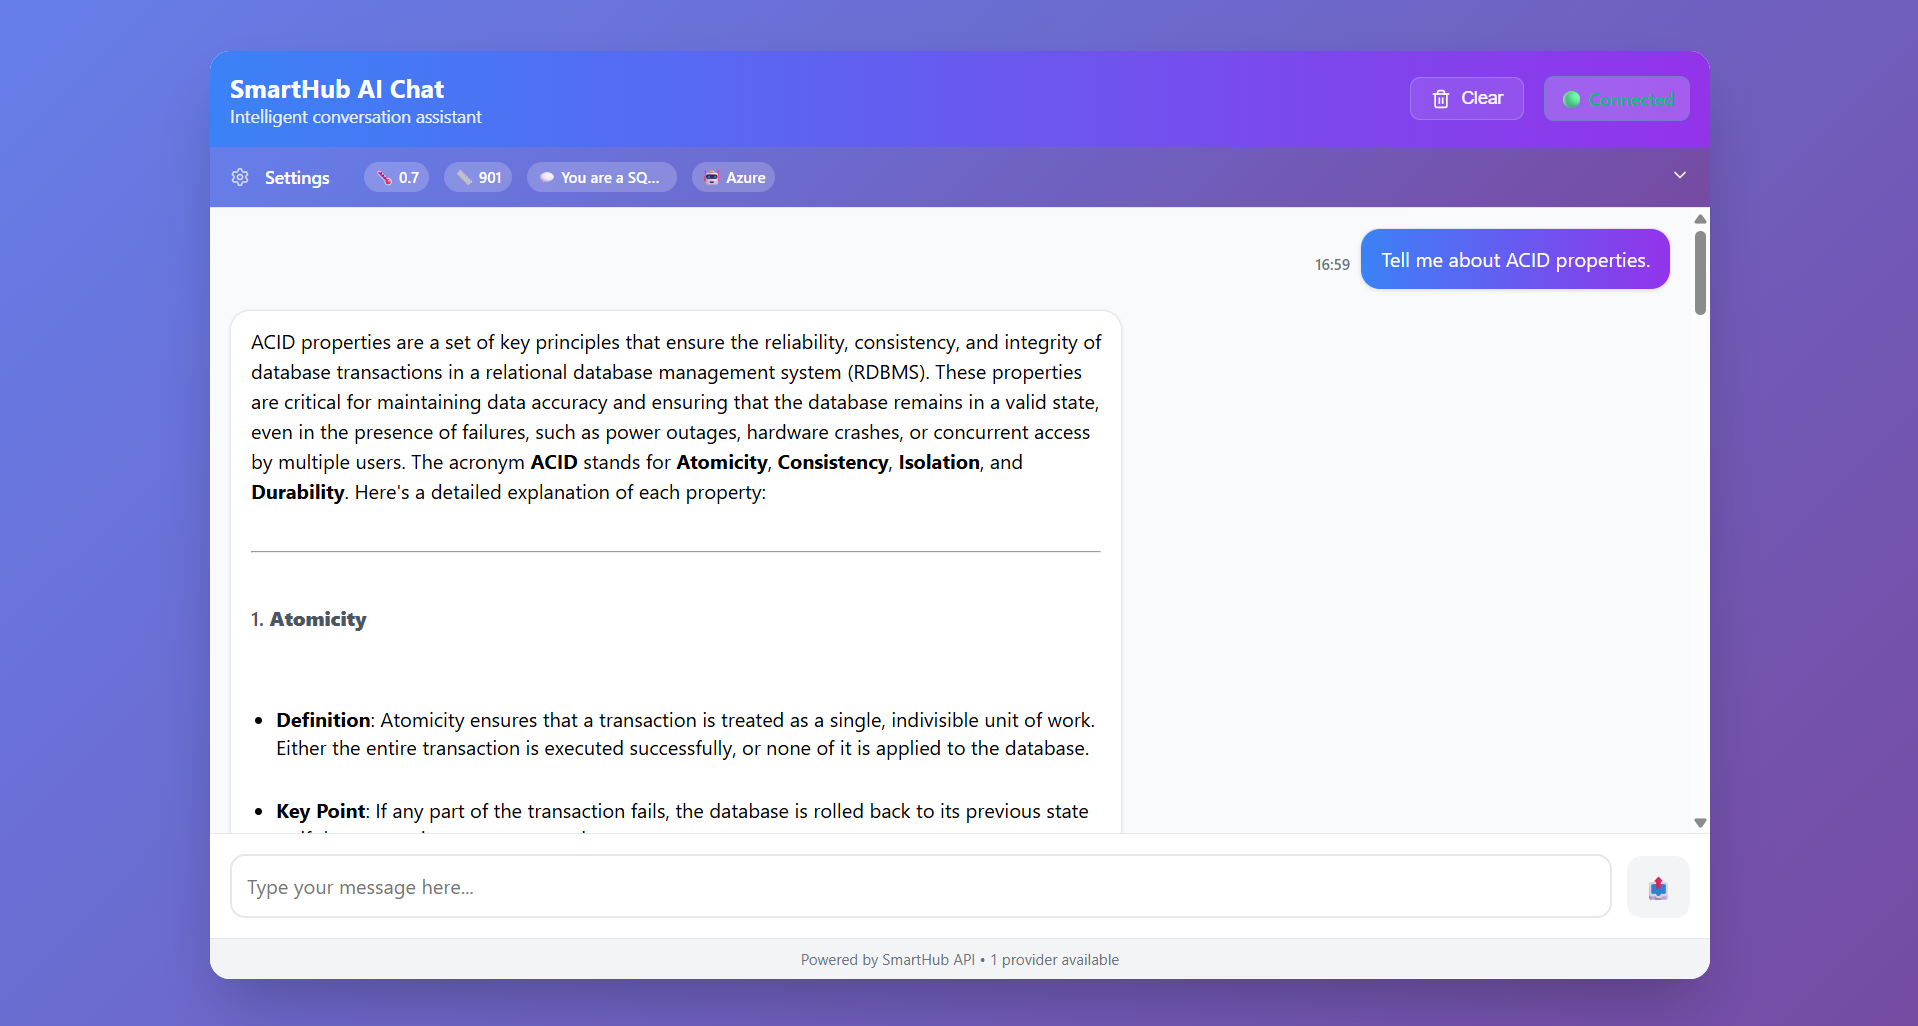 SmartHub AI Chat
Intelligent conversation assistant
Clear
Connected
Settings
0.7
901
You are a SQ...
Azure
16:59
Tell me about ACID properties.
ACID properties are a set of key principles that ensure the reliability, consistency, and integrity of
database transactions in a relational database management system (RDBMS). These properties
are critical for maintaining data accuracy and ensuring that the database remains in a valid state,
even in the presence of failures, such as power outages, hardware crashes, or concurrent access
by multiple users. The acronym ACID stands for Atomicity, Consistency, Isolation, and
Durability. Here's a detailed explanation of each property:
1. Atomicity
• Definition: Atomicity ensures that a transaction is treated as a single, indivisible unit of work.
Either the entire transaction is executed successfully, or none of it is applied to the database.
• Key Point: If any part of the transaction fails, the database is rolled back to its previous state
Type your message here...
Powered by SmartHub API • 1 provider available